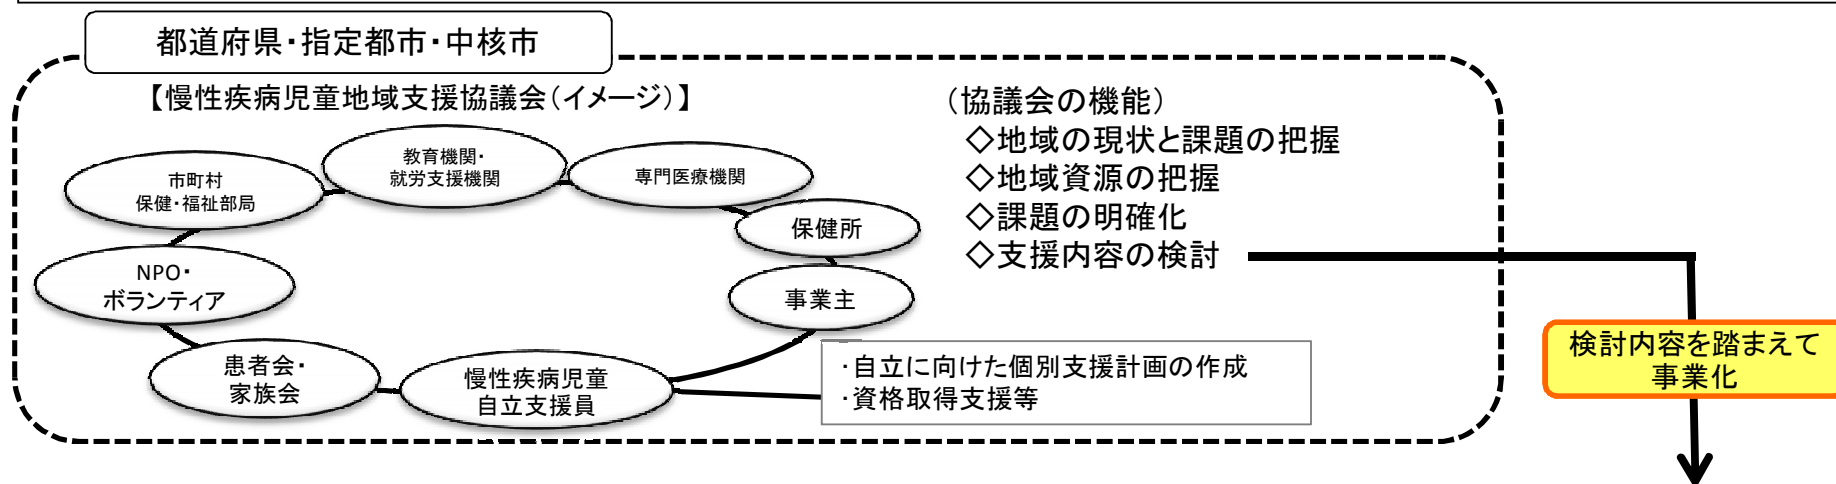 都道府県・指定都市・中核市
【慢性疾病児童地域支援協議会（イメージ）】
市町村
保健・福祉部局
教育機関・
就労支援機関
専門医療機関
保健所
事業主
NPO・
ボランティア
患者会・
家族会
慢性疾病児童
自立支援員
・自立に向けた個別支援計画の作成
・資格取得支援等
（協議会の機能）
◇地域の現状と課題の把握
◇地域資源の把握
◇課題の明確化
◇支援内容の検討
検討内容を踏まえて
事業化